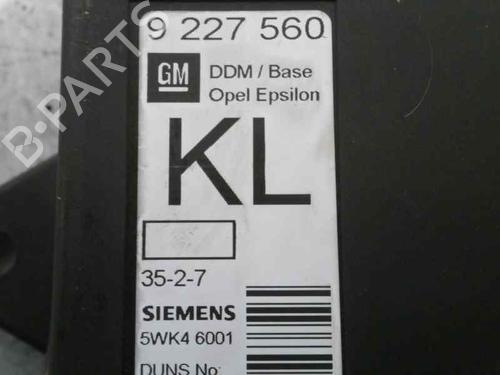 9 227 560
GM
DDM / Base
Opel Epsilon
KL
35-2-7
SIEMENS
5WK4 6001
DUNS No:
B-PARTS